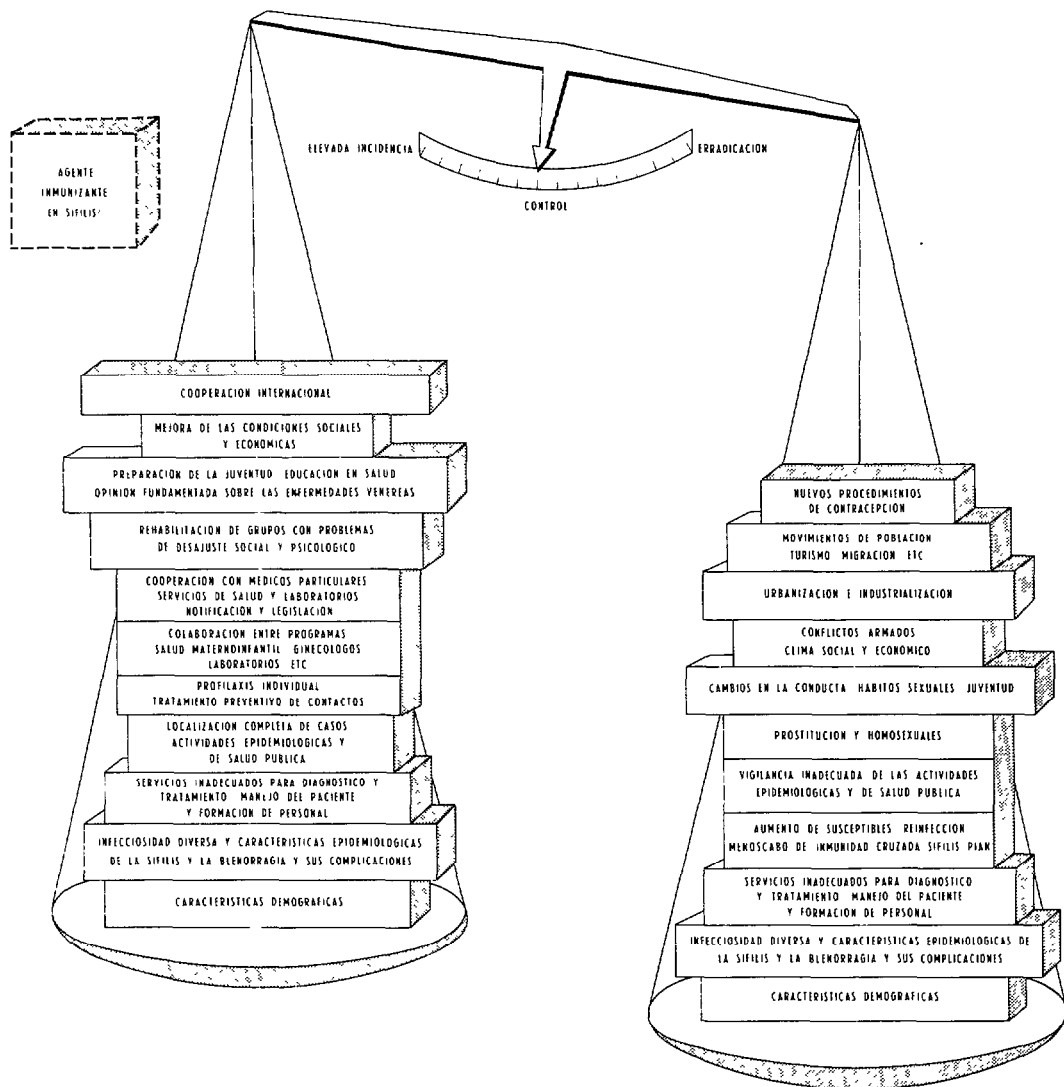 ELEVADA INCIDENCIA
ERRADICACION
CONTROL
AGENTE
INMUNIZANTE
EN SIFILIS?
COOPERACION INTERNACIONAL
MEJORA DE LAS CONDICIONES SOCIALES
Y ECONOMICAS
PREPARACION DE LA JUVENTUD EDUCACION EN SALUD
OPINION FUNDAMENTADA SOBRE LAS ENFERMEDADES VENEREAS
REHABILITACION DE GRUPOS CON PROBLEMAS
DE DESAJUSTE SOCIAL Y PSICOLOGICO
COOPERACION CON MEDICOS PARTICULARES
SERVICIOS DE SALUD Y LABORATORIOS
NOTIFICACION Y LEGISLACION
COLABORACION ENTRE PROGRAMAS
SALUD MATERNOINFANTIL GINECOLOGOS
LABORATORIOS ETC
PROFILAXIS INDIVIDUAL
TRATAMIENTO PREVENTIVO DE CONTACTOS
LOCALIZACION COMPLETA DE CASOS
ACTIVIDADES EPIDEMIOLOGICAS Y
DE SALUD PUBLICA
SERVICIOS INADECUADOS PARA DIAGNOSTICO Y
TRATAMIENTO MANEJO DEL PACIENTE
Y FORMACION DE PERSONAL
INFECCIOSIDAD DIVERSA Y CARACTERISTICAS EPIDEMIOLOGICAS
DE LA SIFILIS Y LA BLENORRAGIA Y SUS COMPLICACIONES
CARACTERISTICAS DEMOGRAFICAS
NUEVOS PROCEDIMIENTOS
DE CONTRACEPCION
MOVIMIENTOS DE POBLACION
TURISMO MIGRACION ETC
URBANIZACION E INDUSTRIALIZACION
CONFLICTOS ARMADOS
CLIMA SOCIAL Y ECONOMICO
CAMBIOS EN LA CONDUCTA HABITOS SEXUALES JUVENTUD
PROSTITUCION Y HOMOSEXUALES
VIGILANCIA INADECUADA DE LAS ACTIVIDADES
EPIDEMIOLOGICAS Y DE SALUD PUBLICA
AUMENTO DE SUSCEPTIBLES REINFECCION
MENOSCABO DE INMUNIDAD CRUZADA SIFILIS PIAN
SERVICIOS INADECUADOS PARA DIAGNOSTICO
Y TRATAMIENTO MANEJO DEL PACIENTE
Y FORMACION DE PERSONAL
INFECCIOSIDAD DIVERSA Y CARACTERISTICAS EPIDEMIOLOGICAS DE
LA SIFILIS Y LA BLENORRAGIA Y SUS COMPLICACIONES
CARACTERISTICAS DEMOGRAFICAS